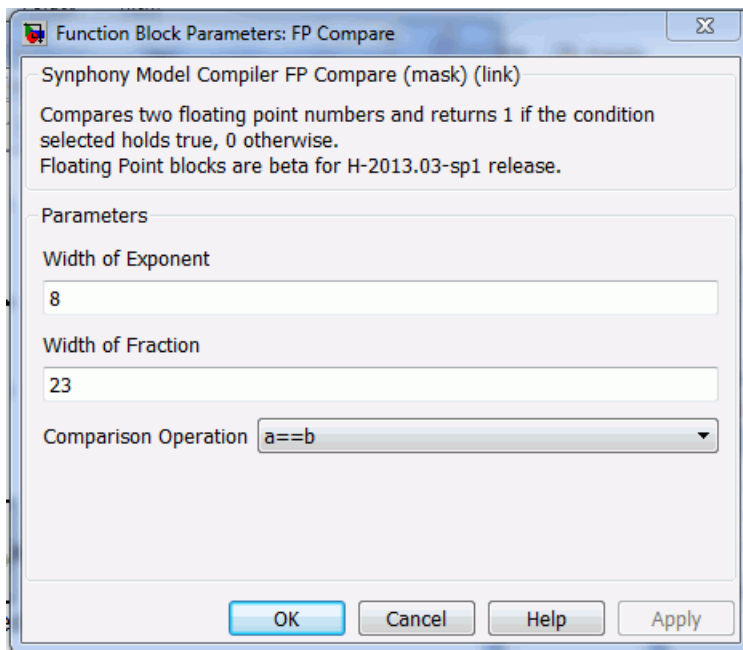 Function Block Parameters: FP Compare
Synphony Model Compiler FP Compare (mask) (link)
Compares two floating point numbers and returns 1 if the condition
selected holds true, 0 otherwise.
Floating Point blocks are beta for H-2013.03-sp1 release.
Parameters
Width of Exponent
8
Width of Fraction
23
Comparison Operation a==b
OK Cancel Help Apply